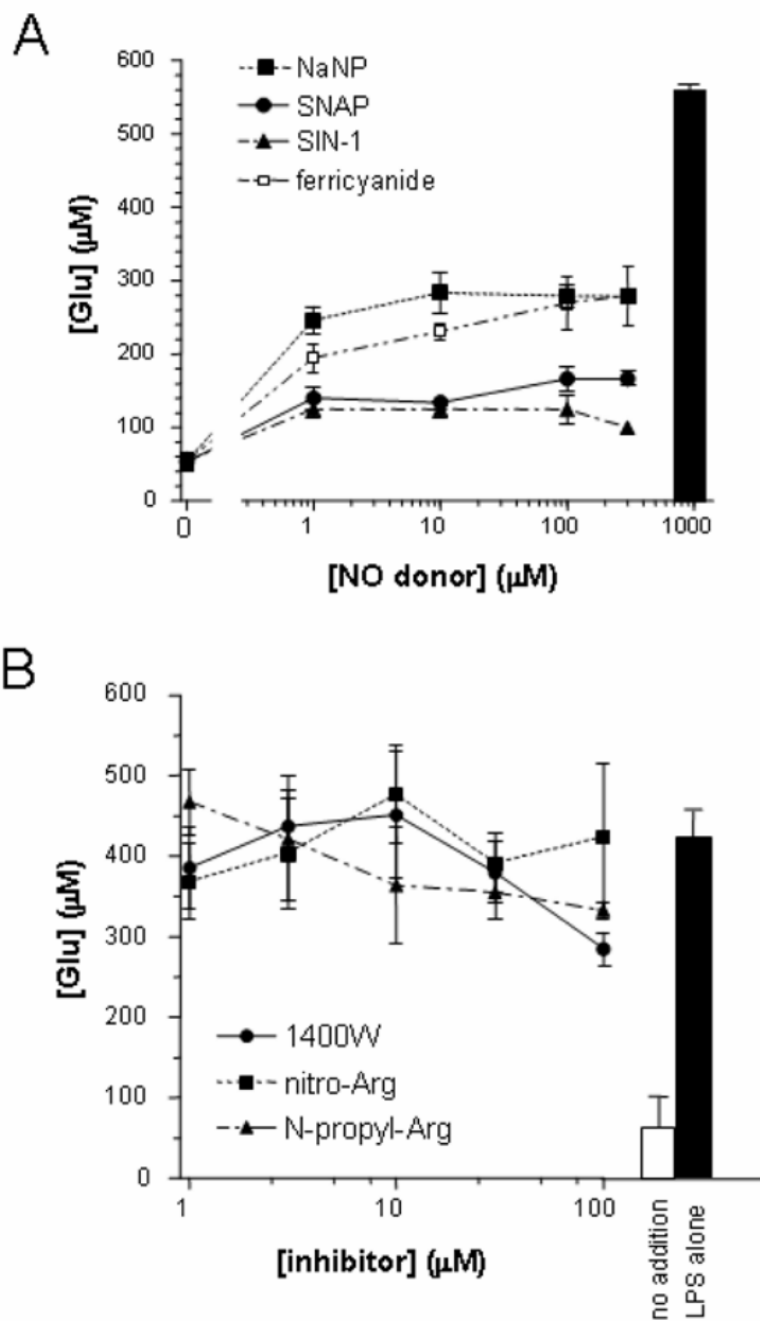 A
600
NaNP
SNAP
500
SIN-1
ferricyanide
400
300
200
100
0
[Glu] (μM)
0 1 10 100 1000
[NO donor] (μM)
B
600
500
400
300
200
100
0
[Glu] (μM)
1400W
nitro-Arg
N-propyl-Arg
1 10 100
[inhibitor] (μM)
no addition
LPS alone